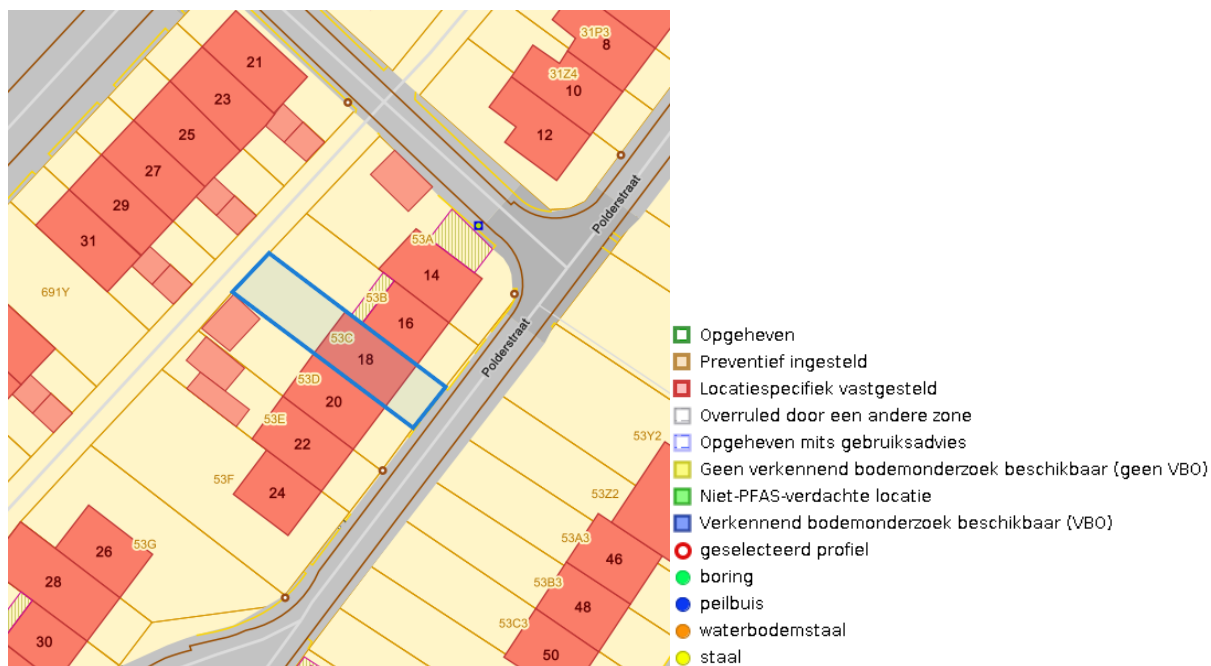 31P3
8
21
31Z4
23
10
25
12
27
Polderstraat
29
31
53A
14
691Y
53B
16
53C
18
Polderstraat
53D
20
53E
22
53Y2
53F
24
53Z2
53A3
46
26
53G
28
53B3
48
53C3
30
50
Opgeheven
Preventief ingesteld
Locatiespecifiek vastgesteld
Overruled door een andere zone
Opgeheven mits gebruiksadvies
Geen verkennend bodemonderzoek beschikbaar (geen VBO)
Niet-PFAS-verdachte locatie
Verkennend bodemonderzoek beschikbaar (VBO)
geselecteerd profiel
boring
peilbuis
waterbodemstaal
staal